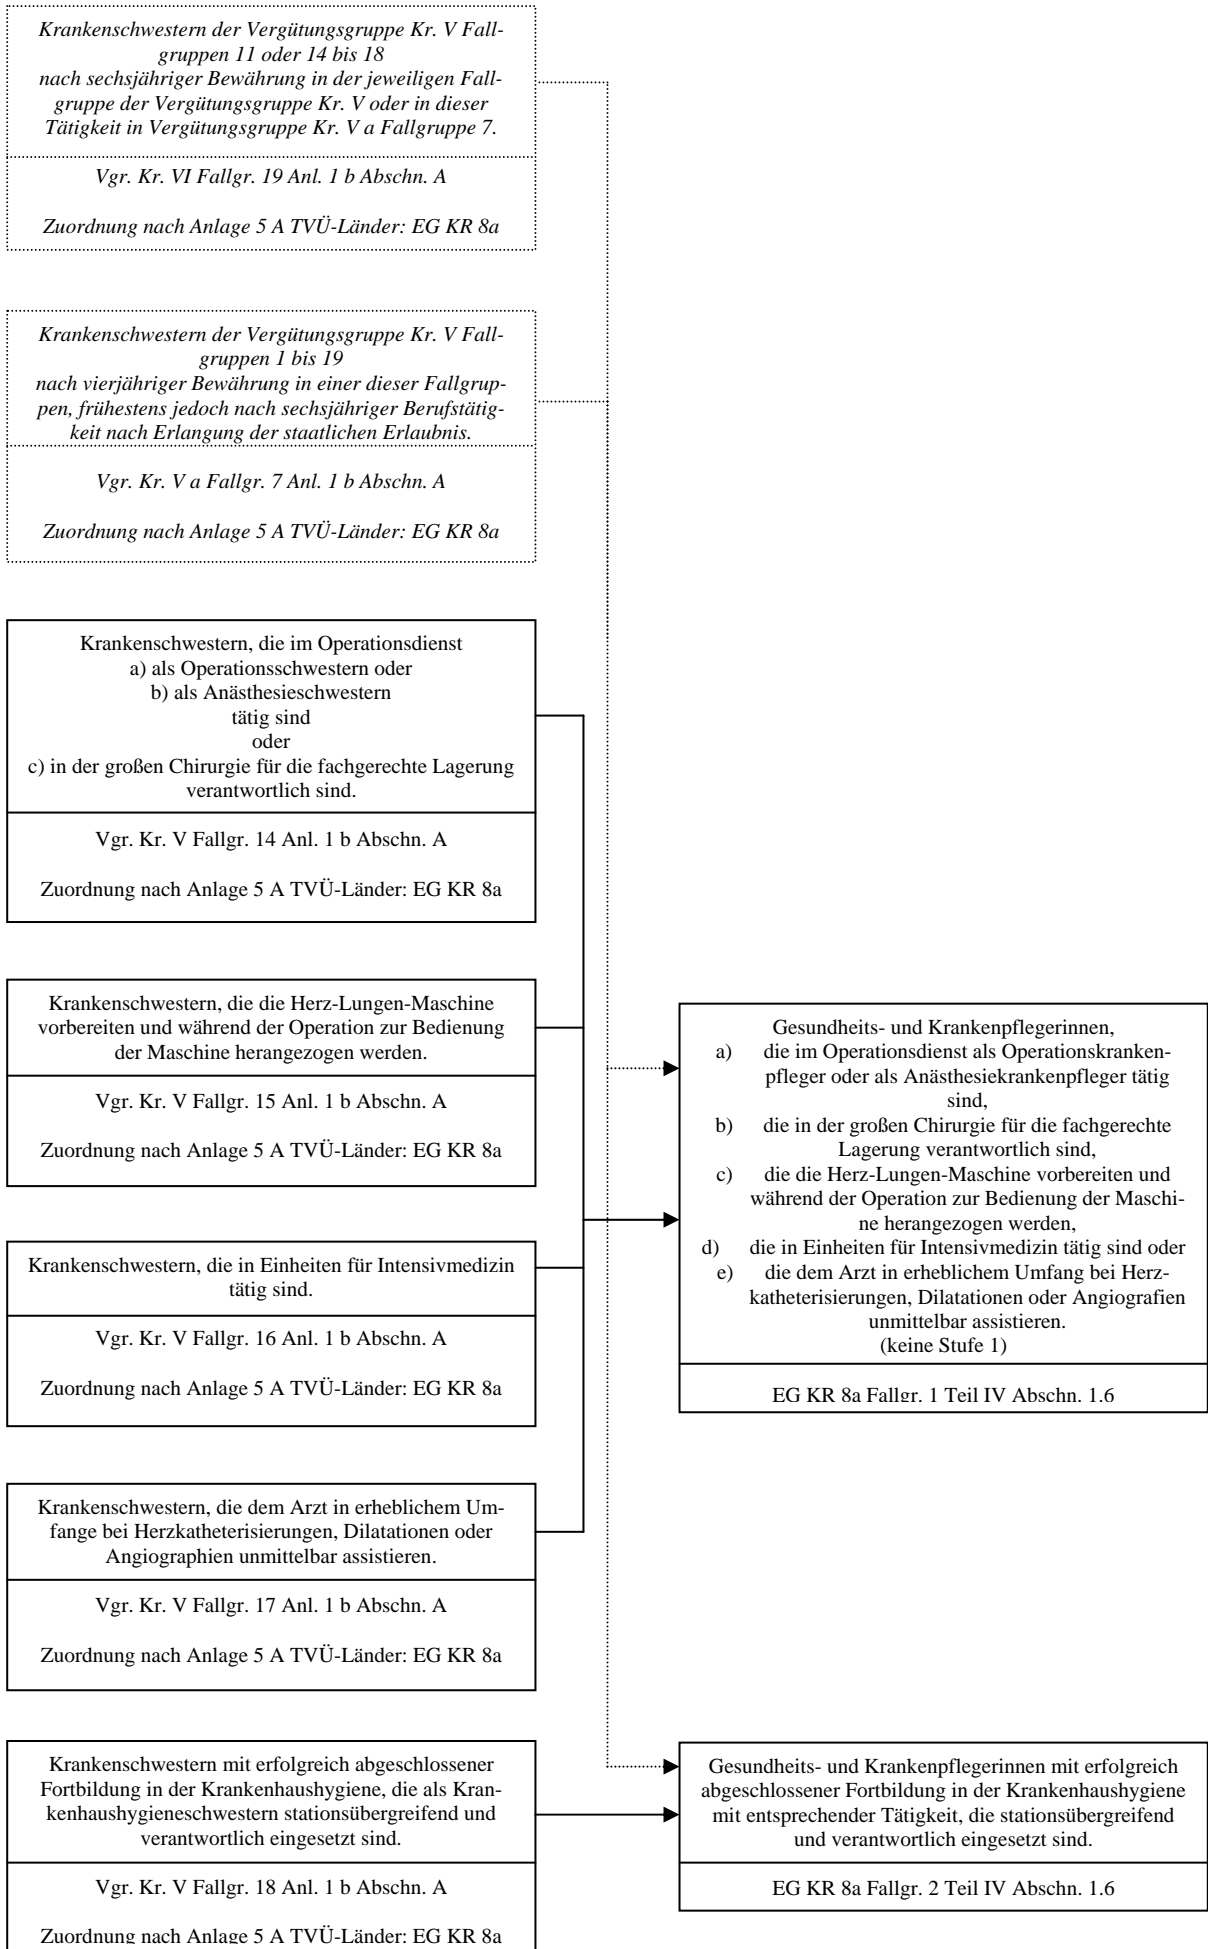 Krankenschwestern der Vergütungsgruppe Kr. V Fall-
gruppen 11 oder 14 bis 18
nach sechsjähriger Bewährung in der jeweiligen Fall-
gruppe der Vergütungsgruppe Kr. V oder in dieser
Tätigkeit in Vergütungsgruppe Kr. V a Fallgruppe 7.
Vgr. Kr. VI Fallgr. 19 Anl. 1 b Abschn. A
Zuordnung nach Anlage 5 A TVÜ-Länder: EG KR 8a
Krankenschwestern der Vergütungsgruppe Kr. V Fall-
gruppen 1 bis 19
nach vierjähriger Bewährung in einer dieser Fallgrup-
pen, frühestens jedoch nach sechsjähriger Berufstätig-
keit nach Erlangung der staatlichen Erlaubnis.
Vgr. Kr. V a Fallgr. 7 Anl. 1 b Abschn. A
Zuordnung nach Anlage 5 A TVÜ-Länder: EG KR 8a
Krankenschwestern, die im Operationsdienst
a) als Operationsschwestern oder
b) als Anästhesieschwestern
tätig sind
oder
c) in der großen Chirurgie für die fachgerechte Lagerung
verantwortlich sind.
Vgr. Kr. V Fallgr. 14 Anl. 1 b Abschn. A
Zuordnung nach Anlage 5 A TVÜ-Länder: EG KR 8a
Krankenschwestern, die die Herz-Lungen-Maschine
vorbereiten und während der Operation zur Bedienung
der Maschine herangezogen werden.
Vgr. Kr. V Fallgr. 15 Anl. 1 b Abschn. A
Zuordnung nach Anlage 5 A TVÜ-Länder: EG KR 8a
Krankenschwestern, die in Einheiten für Intensivmedizin
tätig sind.
Vgr. Kr. V Fallgr. 16 Anl. 1 b Abschn. A
Zuordnung nach Anlage 5 A TVÜ-Länder: EG KR 8a
Krankenschwestern, die dem Arzt in erheblichem Um-
fange bei Herzkatheterisierungen, Dilatationen oder
Angiographien unmittelbar assistieren.
Vgr. Kr. V Fallgr. 17 Anl. 1 b Abschn. A
Zuordnung nach Anlage 5 A TVÜ-Länder: EG KR 8a
Gesundheits- und Krankenpflegerinnen,
a) die im Operationsdienst als Operationskranken-
pfleger oder als Anästhesiekrankenpfleger tätig
sind,
b) die in der großen Chirurgie für die fachgerechte
Lagerung verantwortlich sind,
c) die die Herz-Lungen-Maschine vorbereiten und
während der Operation zur Bedienung der Maschi-
ne herangezogen werden,
d) die in Einheiten für Intensivmedizin tätig sind oder
e) die dem Arzt in erheblichem Umfang bei Herz-
katheterisierungen, Dilatationen oder Angiografien
unmittelbar assistieren.
(keine Stufe 1)
EG KR 8a Fallgr. 1 Teil IV Abschn. 1.6
Krankenschwestern mit erfolgreich abgeschlossener
Fortbildung in der Krankenhaushygiene, die als Kran-
kenhaushygieneschwestern stationsübergreifend und
verantwortlich eingesetzt sind.
Vgr. Kr. V Fallgr. 18 Anl. 1 b Abschn. A
Zuordnung nach Anlage 5 A TVÜ-Länder: EG KR 8a
Gesundheits- und Krankenpflegerinnen mit erfolgreich
abgeschlossener Fortbildung in der Krankenhaushygiene
mit entsprechender Tätigkeit, die stationsübergreifend
und verantwortlich eingesetzt sind.
EG KR 8a Fallgr. 2 Teil IV Abschn. 1.6